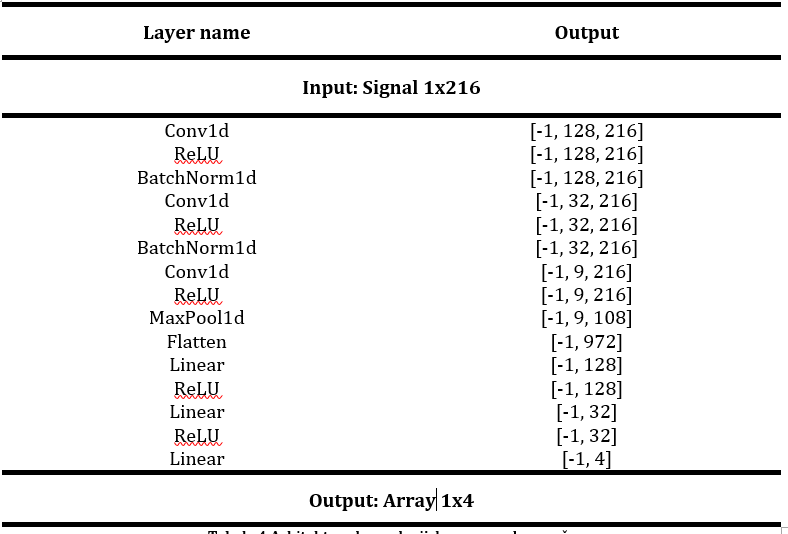 Layer name Output
Input: Signal 1x216
Conv1d [-1, 128, 216]
ReLU [-1, 128, 216]
BatchNorm1d [-1, 128, 216]
Conv1d [-1, 32, 216]
ReLU [-1, 32, 216]
BatchNorm1d [-1, 32, 216]
Conv1d [-1, 9, 216]
ReLU [-1, 9, 216]
MaxPool1d [-1, 9, 108]
Flatten [-1, 972]
Linear [-1, 128]
ReLU [-1, 128]
Linear [-1, 32]
ReLU [-1, 32]
Linear [-1, 4]
Output: Array 1x4